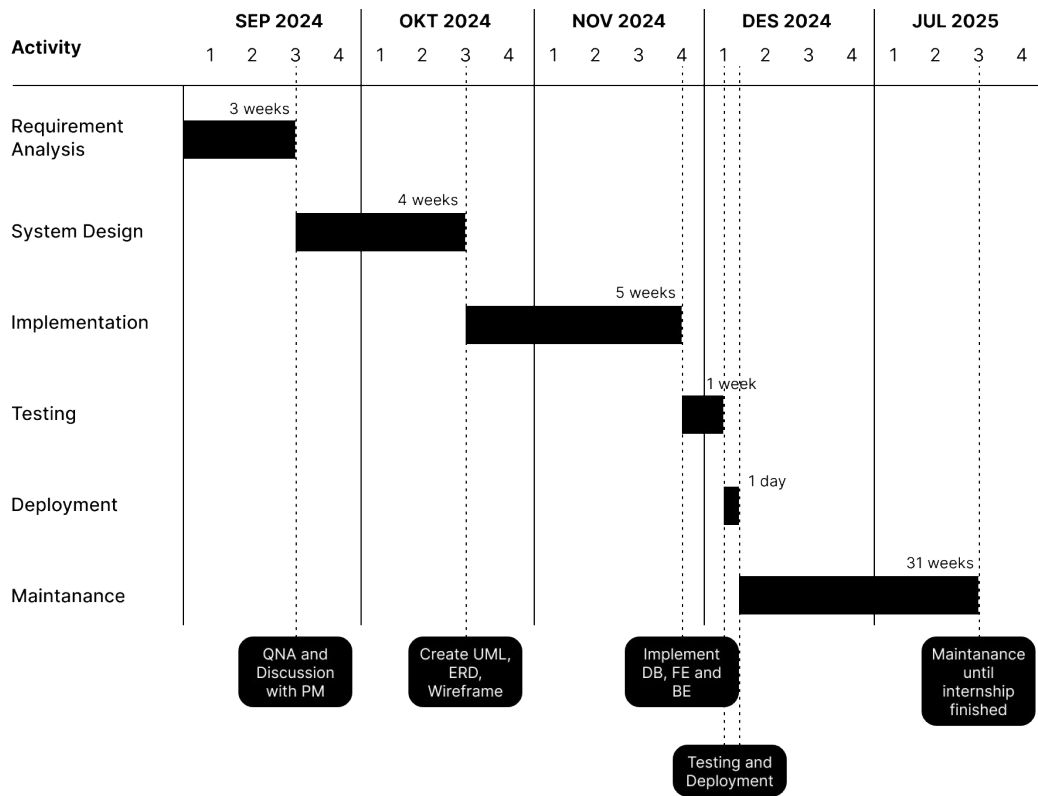 SEP 2024 OKT 2024 NOV 2024 DES 2024 JUL 2025
Activity
1 2 3 4 1 2 3 4 1 2 3 4 1 2 3 4 1 2 3 4
3 weeks
Requirement
Analysis
4 weeks
System Design
5 weeks
Implementation
1 week
Testing
1 day
Deployment
31 weeks
Maintanance
QNA and
Discussion
with PM
Create UML,
ERD,
Wireframe
Implement
DB, FE and
BE
Maintanance
until
internship
finished
Testing and
Deployment